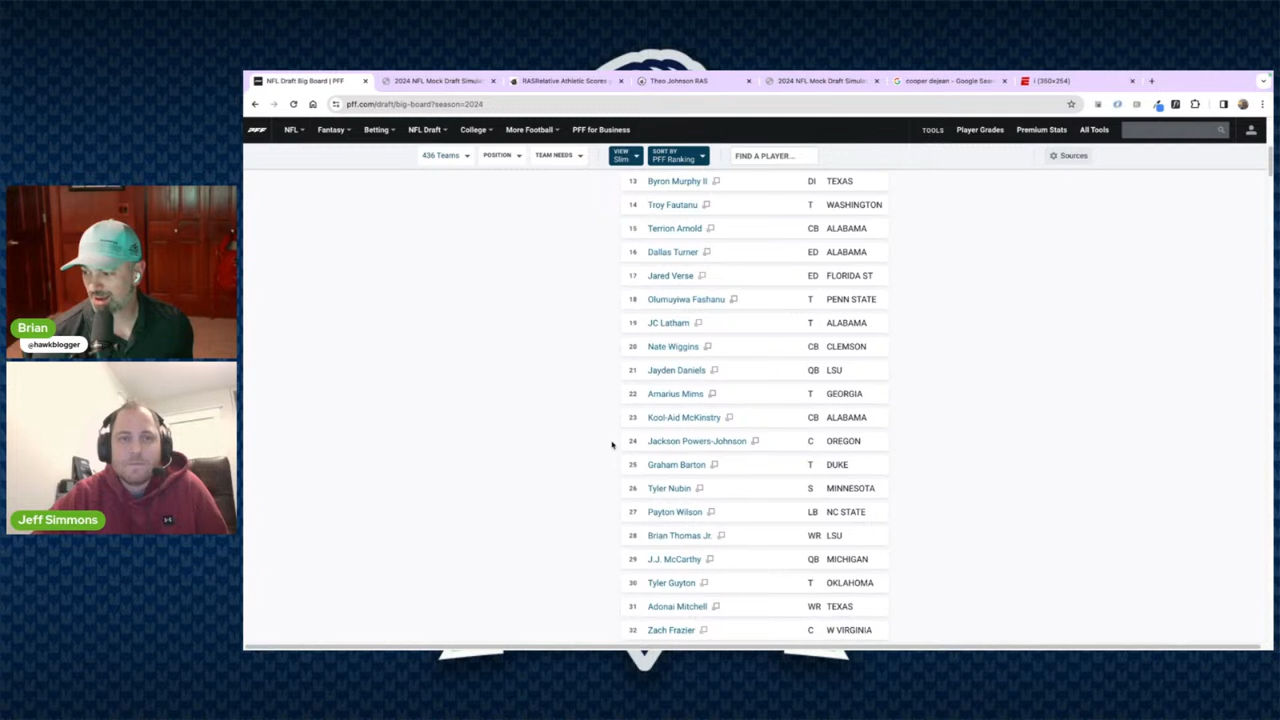 NFL Draft Big Board | PFF
2024 NFL Mock Draft Simula
RASRelative Athletic Scores
Theo Johnson RAS
2024 NFL Mock Draft Simula
cooper dejean - Google Sea
i (350×254)
pff.com/draft/big-board?season=2024
PFF NFL Fantasy Betting NFL Draft College More Football PFF for Business TOOLS Player Grades Premium Stats All Tools
436 Teams POSITION TEAM NEEDS VIEW Slim SORT BY PFF Ranking FIND A PLAYER... Sources
13 Byron Murphy II DI TEXAS
14 Troy Fautanu T WASHINGTON
15 Terrion Arnold CB ALABAMA
16 Dallas Turner ED ALABAMA
17 Jared Verse ED FLORIDA ST
18 Olumuyiwa Fashanu T PENN STATE
19 JC Latham T ALABAMA
20 Nate Wiggins CB CLEMSON
21 Jayden Daniels QB LSU
22 Amarius Mims T GEORGIA
23 Kool-Aid McKinstry CB ALABAMA
24 Jackson Powers-Johnson C OREGON
25 Graham Barton T DUKE
26 Tyler Nubin S MINNESOTA
27 Payton Wilson LB NC STATE
28 Brian Thomas Jr. WR LSU
29 J.J. McCarthy QB MICHIGAN
30 Tyler Guyton T OKLAHOMA
31 Adonai Mitchell WR TEXAS
32 Zach Frazier C W VIRGINIA
Brian
@hawkblogger
Jeff Simmons